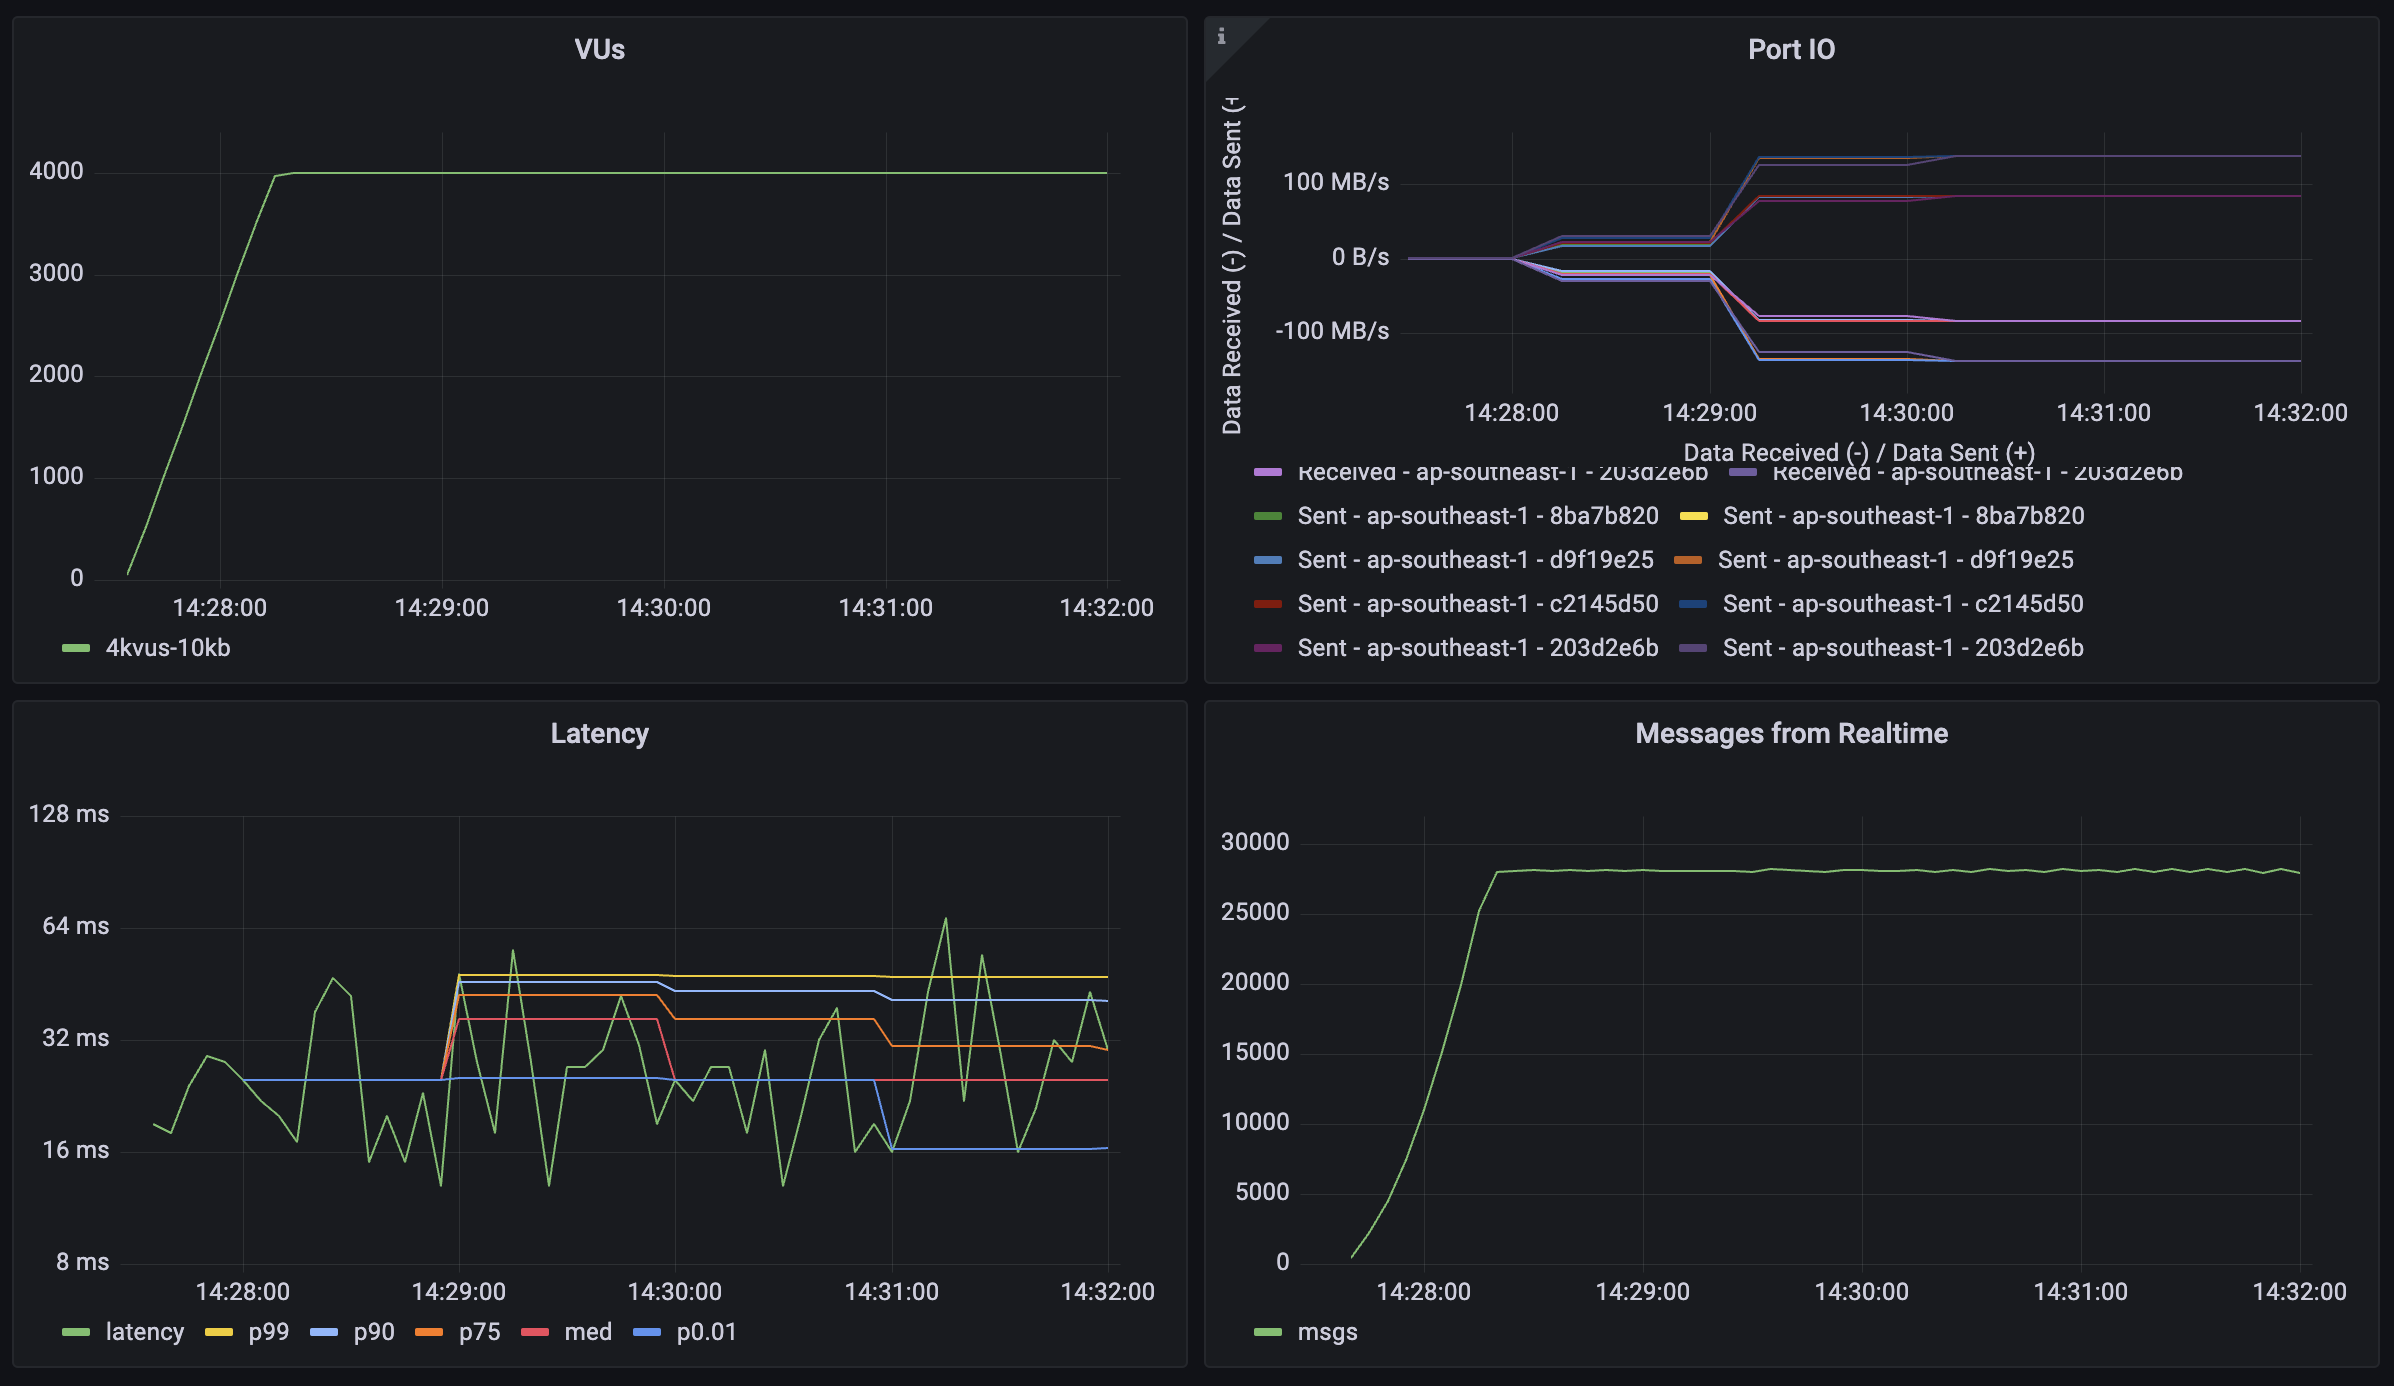 VUs
4000
3000
2000
1000
0
14:28:00 14:29:00 14:30:00 14:31:00 14:32:00
4kvus-10kb
i
Port IO
Data Received (-) / Data Sent (+
100 MB/s
0 B/s
-100 MB/s
14:28:00 14:29:00 14:30:00 14:31:00 14:32:00
Data Received (-) / Data Sent (+)
Received - ap-southeast-1 - 203d2e6b Received - ap-southeast-1 - 203d2e6b
Sent - ap-southeast-1 - 8ba7b820 Sent - ap-southeast-1 - 8ba7b820
Sent - ap-southeast-1 - d9f19e25 Sent - ap-southeast-1 - d9f19e25
Sent - ap-southeast-1 - c2145d50 Sent - ap-southeast-1 - c2145d50
Sent - ap-southeast-1 - 203d2e6b Sent - ap-southeast-1 - 203d2e6b
Latency
128 ms
64 ms
32 ms
16 ms
8 ms
14:28:00 14:29:00 14:30:00 14:31:00 14:32:00
latency p99 p90 p75 med p0.01
Messages from Realtime
30000
25000
20000
15000
10000
5000
0
14:28:00 14:29:00 14:30:00 14:31:00 14:32:00
msgs